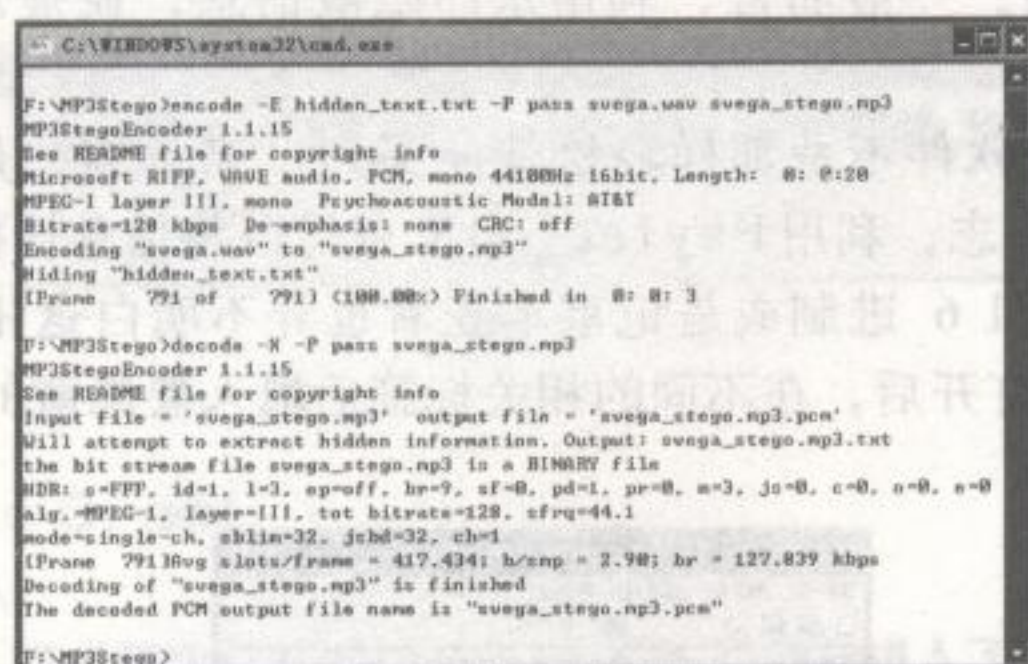 C:\WINDOWS\system32\cmd.exe
F:\MP3Stego>encode -E hidden_text.txt -P pass svega.wav svega_stego.mp3
MP3StegoEncoder 1.1.15
See README file for copyright info
Microsoft RIFF, WAVE audio, PCM, mono 44100Hz 16bit, Length: 0: 0:20
MPEG-I layer III, mono Psychoacoustic Model: AT&T
Bitrate=128 kbps De-emphasis: none CRC: off
Encoding "svega.wav" to "svega_stego.mp3"
Hiding "hidden_text.txt"
[Frame 791 of 791] (100.00%) Finished in 0: 0: 3
F:\MP3Stego>decode -X -P pass svega_stego.mp3
MP3StegoEncoder 1.1.15
See README file for copyright info
Input file = 'svega_stego.mp3' output file = 'svega_stego.mp3.pcm'
Will attempt to extract hidden information. Output: svega_stego.mp3.txt
the bit stream file svega_stego.mp3 is a BINARY file
HDR: s=FFF, id=1, l=3, ep=off, br=9, sf=0, pd=1, pr=0, m=3, js=0, c=0, o=0, e=0
alg.=MPEG-1, layer=III, tot bitrate=128, sfrq=44.1
mode=single-ch, sblim=32, jsbd=32, ch=1
[Frame 791]Avg slots/frame = 417.434; b/smp = 2.90; br = 127.839 kbps
Decoding of "svega_stego.mp3" is finished
The decoded PCM output file name is "svega_stego.mp3.pcm"
F:\MP3Stego>